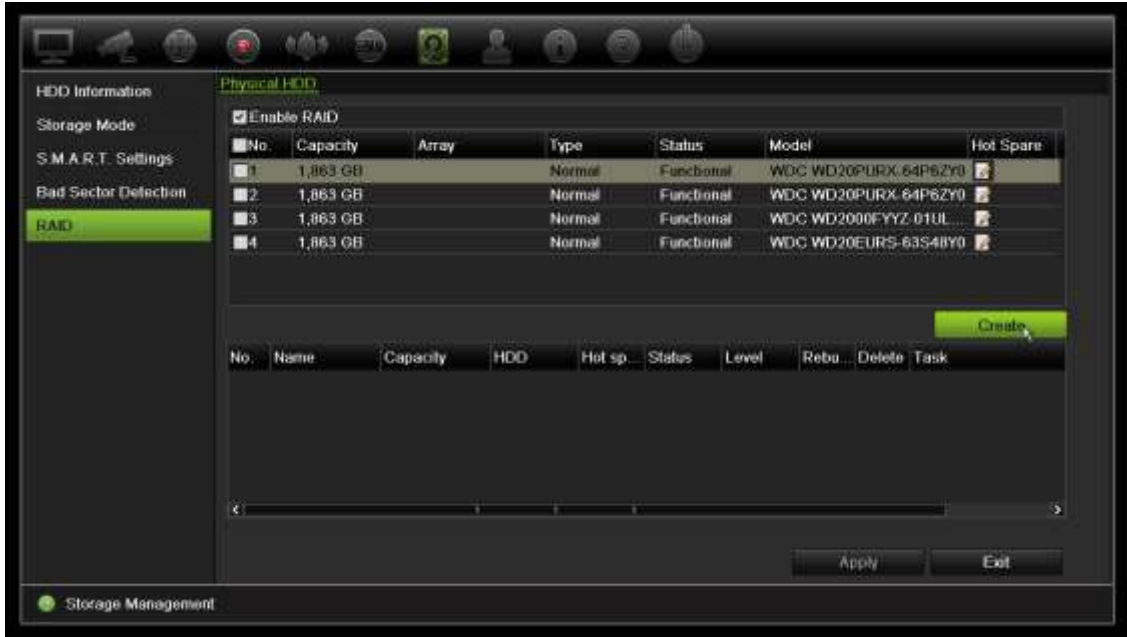 HDD Information
Storage Mode
S.M.A.R.T. Settings
Bad Sector Detection
RAID
Physical HDD
Enable RAID
No. Capacity Array Type Status Model Hot Spare
1 1,863 GB Normal Functional WDC WD20PURX-64P6ZY0
2 1,863 GB Normal Functional WDC WD20PURX-64P6ZY0
3 1,863 GB Normal Functional WDC WD2000FYYZ-01UL...
4 1,863 GB Normal Functional WDC WD20EURS-63S48Y0
Create
No. Name Capacity HDD Hot sp... Status Level Rebu... Delete Task
Apply Exit
Storage Management